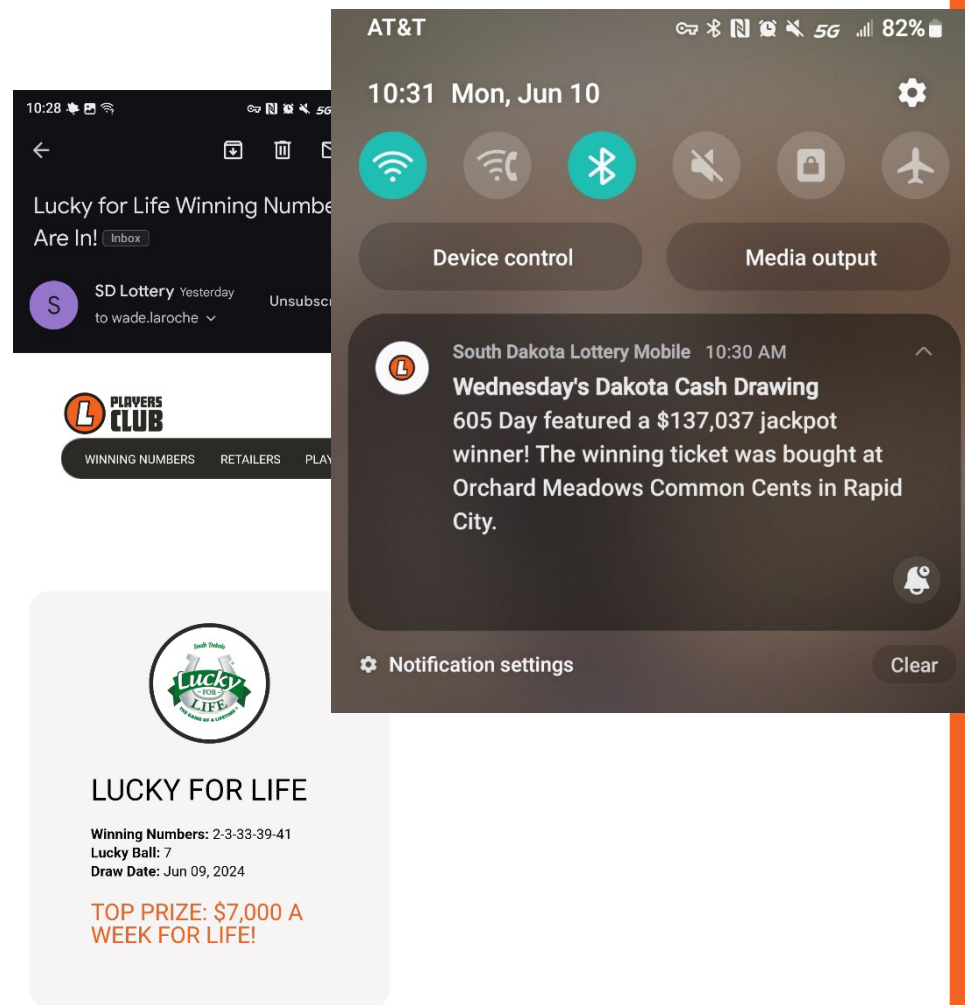 10:28
5G
Lucky for Life Winning Numbe
Are In! Inbox
S
SD Lottery Yesterday
Unsubscr
to wade.laroche
L PLAYERS
CLUB
WINNING NUMBERS RETAILERS PLAY
South Dakota
Lucky
FOR
LIFE
THE GAME OF A LIFETIME
LUCKY FOR LIFE
Winning Numbers: 2-3-33-39-41
Lucky Ball: 7
Draw Date: Jun 09, 2024
TOP PRIZE: $7,000 A
WEEK FOR LIFE!
AT&T 5G 82%
10:31 Mon, Jun 10
Device control
Media output
L
South Dakota Lottery Mobile 10:30 AM
Wednesday's Dakota Cash Drawing
605 Day featured a $137,037 jackpot
winner! The winning ticket was bought at
Orchard Meadows Common Cents in Rapid
City.
Notification settings
Clear